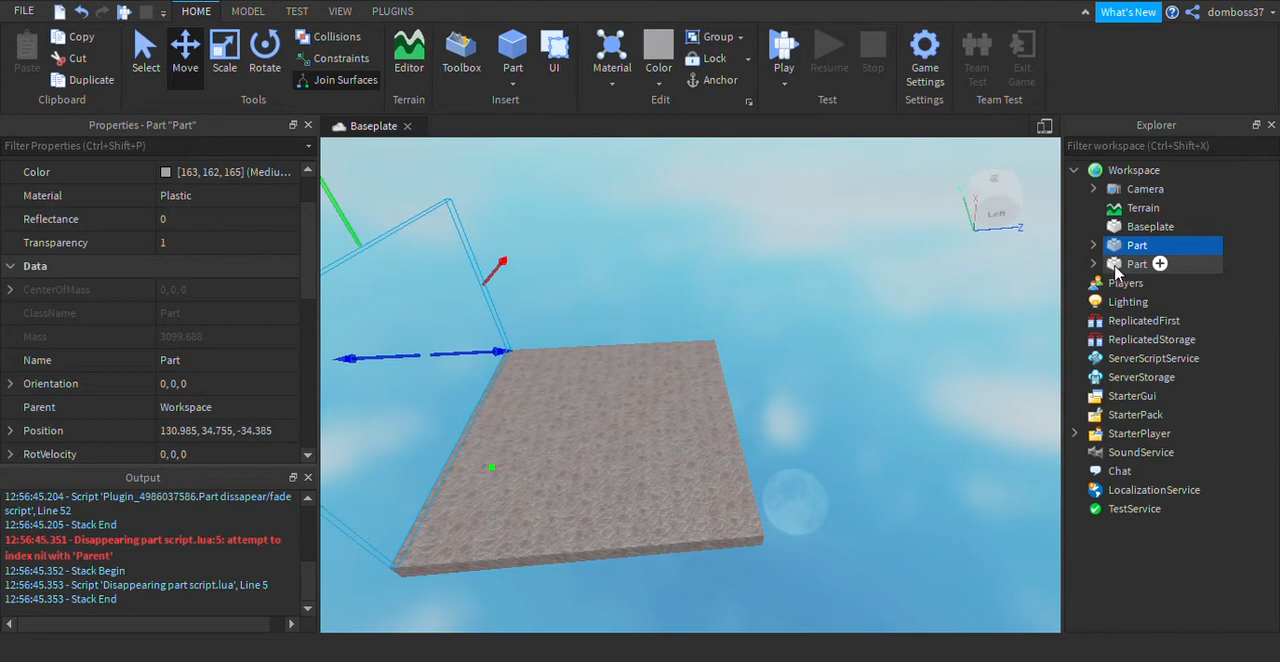 FILE HOME MODEL TEST VIEW PLUGINS What's New domboss37
Paste Copy Cut Duplicate Clipboard
Select Move Scale Rotate Collisions Constraints Join Surfaces Tools
Editor Terrain
Toolbox Part UI Insert
Material Color Group Lock Anchor Edit
Play Resume Stop Test
Game Settings Settings
Team Test Exit Game Team Test
Properties - Part "Part"
Filter Properties (Ctrl+Shift+P)
Color [163, 162, 165] (Mediu...
Material Plastic
Reflectance 0
Transparency 1
Data
CenterOfMass 0,0,0
ClassName Part
Mass 3099.688
Name Part
Orientation 0,0,0
Parent Workspace
Position 130.985, 34.755, -34.385
RotVelocity 0,0,0
Output
12:56:45.204 - Script 'Plugin_4986037586.Part dissapear/fade
script', Line 52
12:56:45.205 - Stack End
12:56:45.351 - Disappearing part script.lua:5: attempt to
index nil with 'Parent'
12:56:45.352 - Stack Begin
12:56:45.353 - Script 'Disappearing part script.lua', Line 5
12:56:45.353 - Stack End
Baseplate
X
Left
Z
Explorer
Filter workspace (Ctrl+Shift+X)
Workspace
Camera
Terrain
Baseplate
Part
Part
Players
Lighting
ReplicatedFirst
ReplicatedStorage
ServerScriptService
ServerStorage
StarterGui
StarterPack
StarterPlayer
SoundService
Chat
LocalizationService
TestService